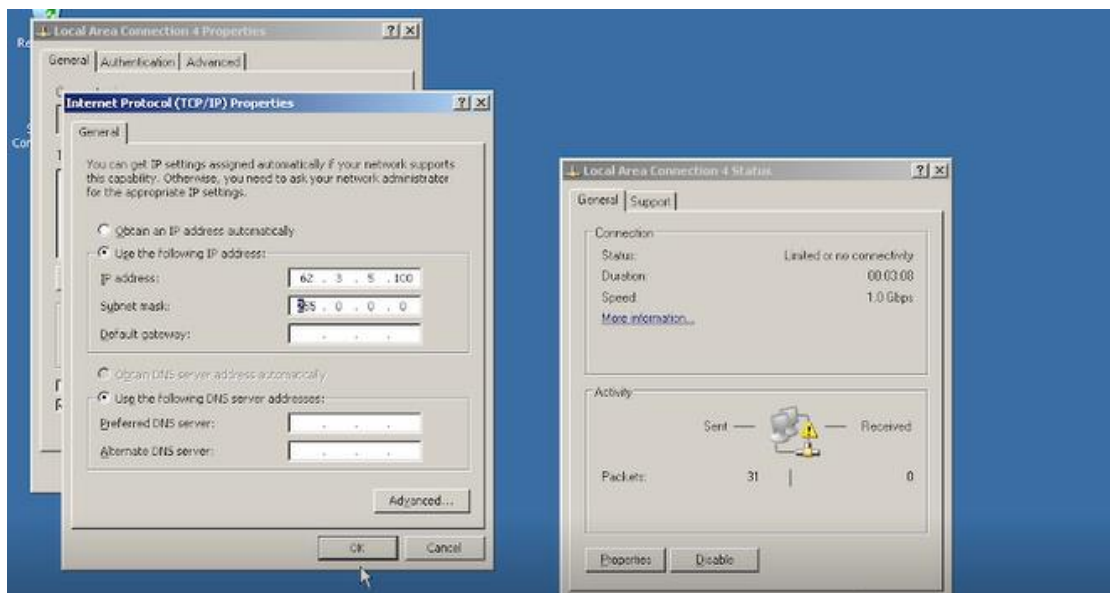 Local Area Connection 4 Properties
General
Authentication
Advanced
Internet Protocol (TCP/IP) Properties
General
You can get IP settings assigned automatically if your network supports
this capability. Otherwise, you need to ask your network administrator
for the appropriate IP settings.
Obtain an IP address automatically
Use the following IP address:
IP address:
62 . 3 . 5 . 100
Subnet mask:
255 . 0 . 0 . 0
Default gateway:
. . .
Obtain DNS server address automatically
Use the following DNS server addresses:
Preferred DNS server:
. . .
Alternate DNS server:
. . .
Advanced...
OK
Cancel
Local Area Connection 4 Status
General
Support
Connection
Status:
Limited or no connectivity
Duration:
00:03:08
Speed:
1.0 Gbps
More information...
Activity
Sent
Received
Packets:
31
0
Properties
Disable